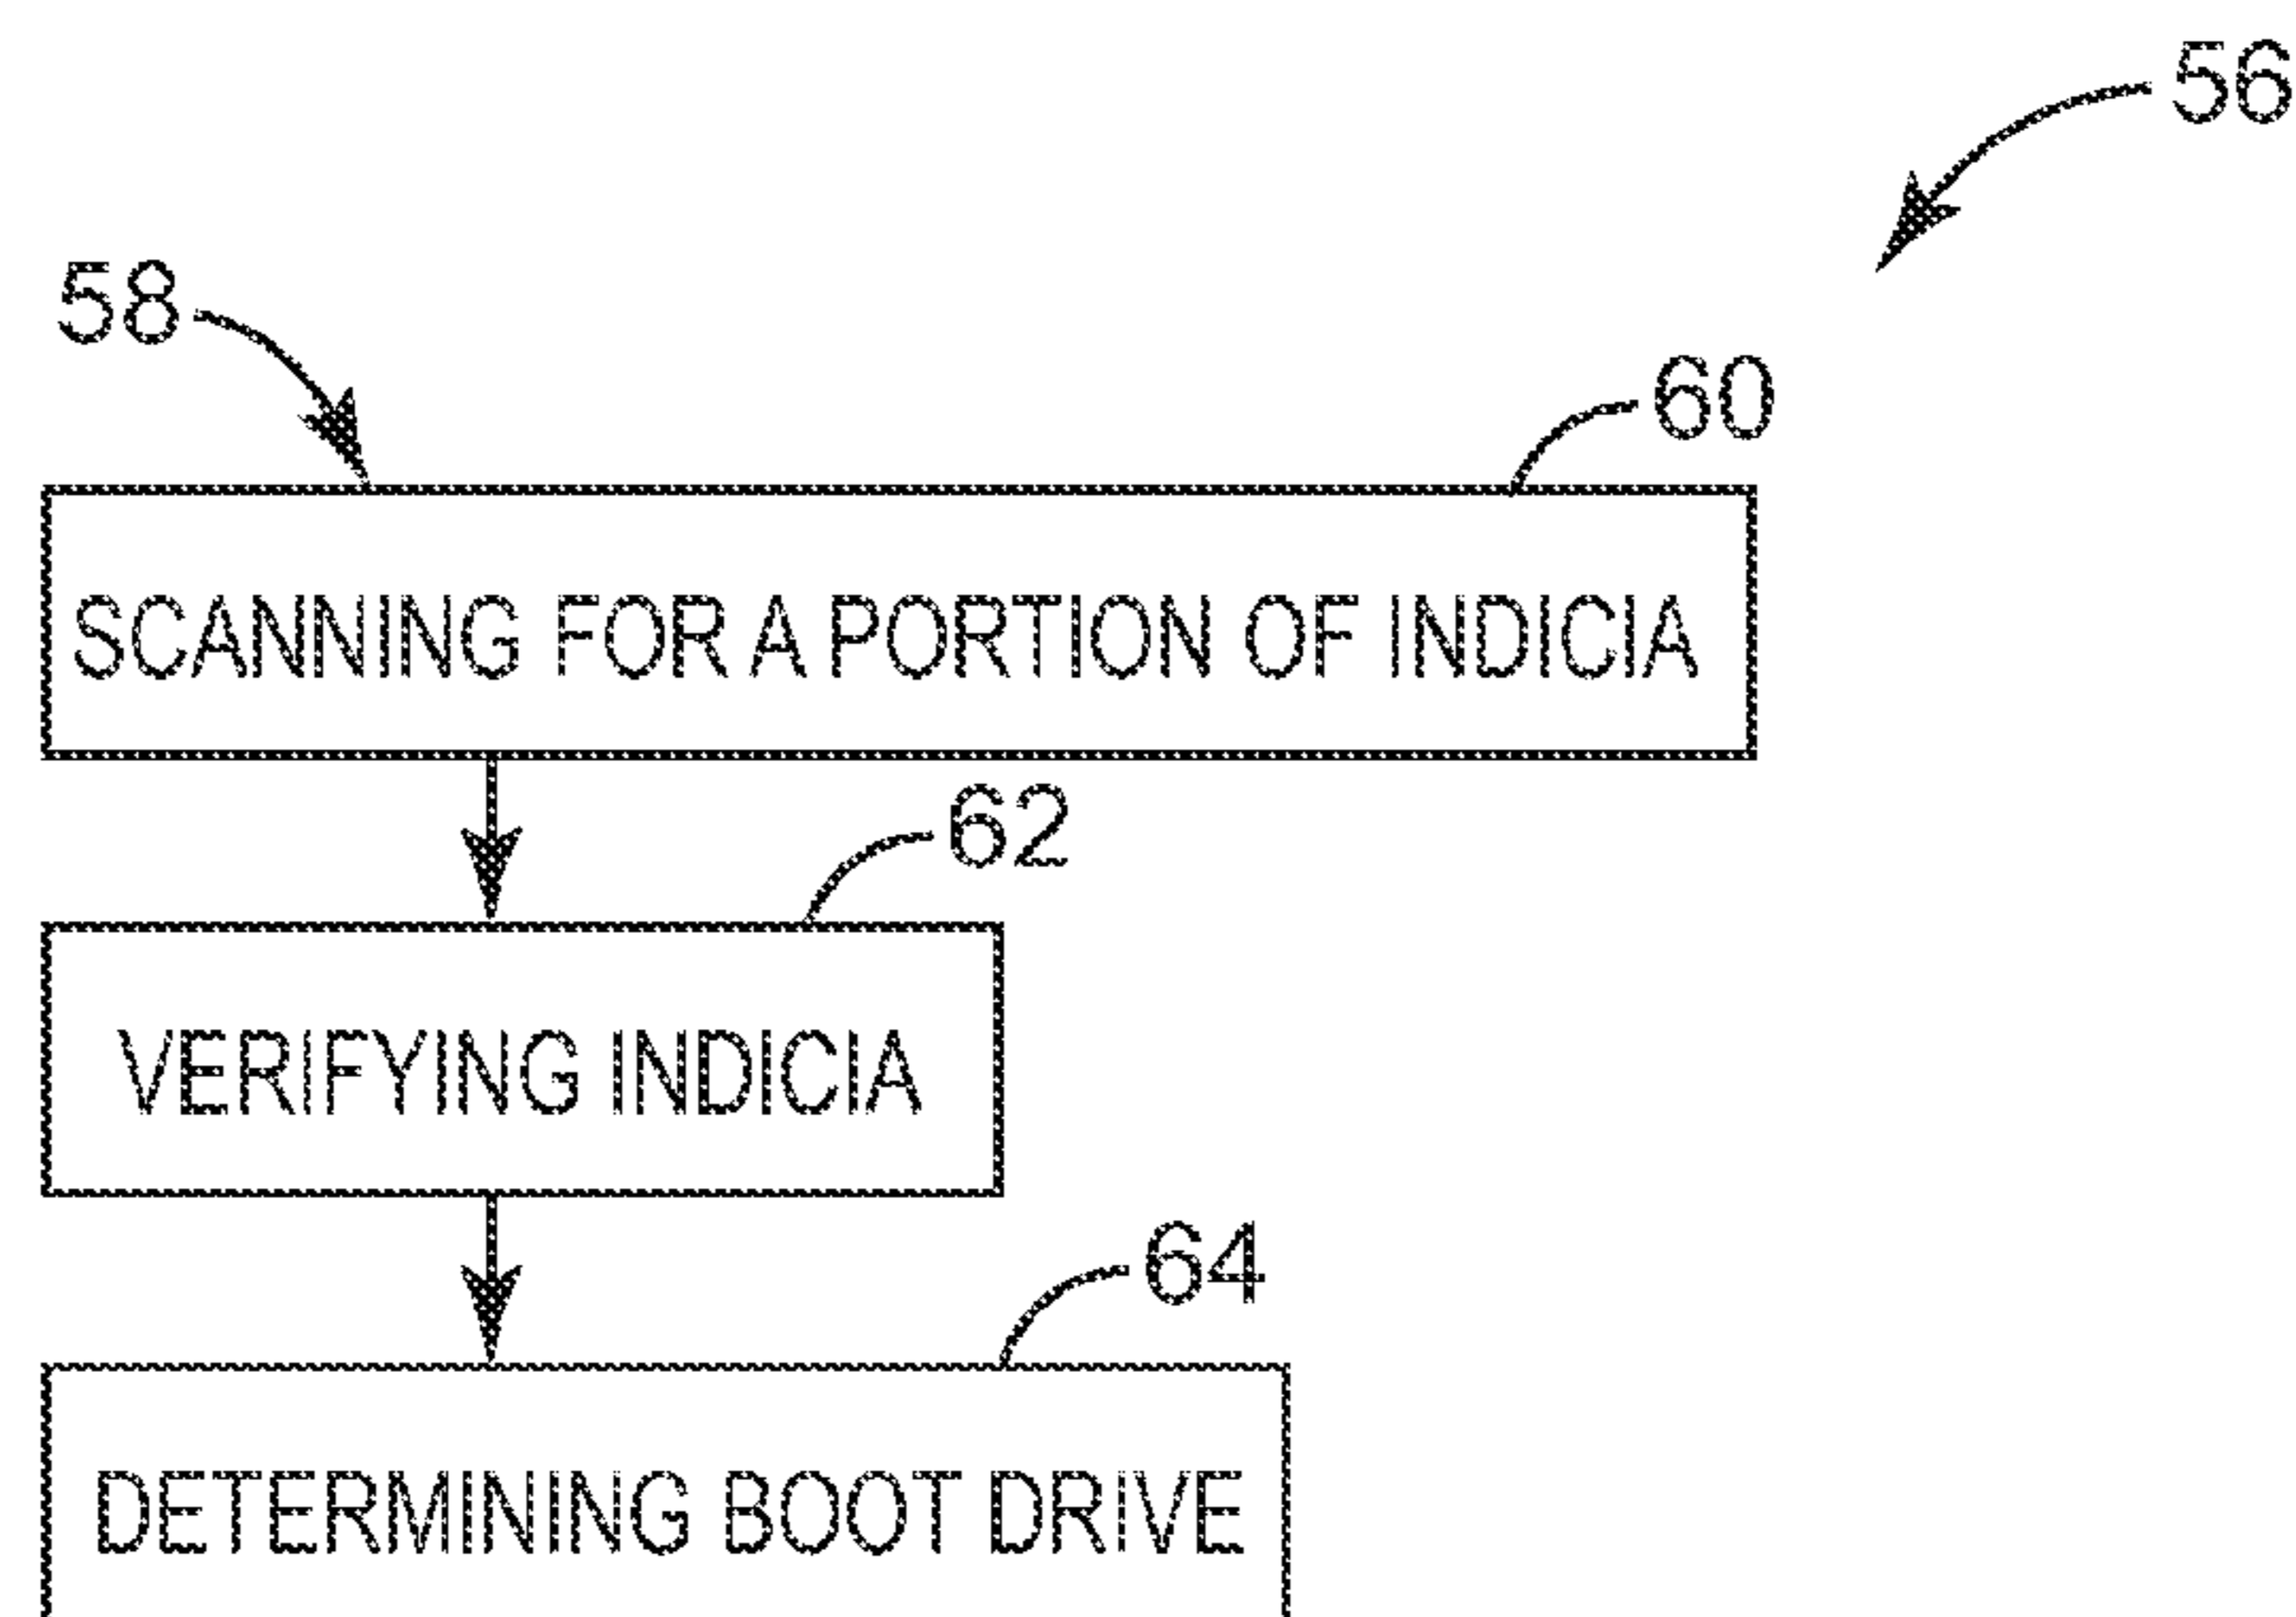 56
58
60
SCANNING FOR A PORTION OF INDICIA
62
VERIFYING INDICIA
64
DETERMINING BOOT DRIVE